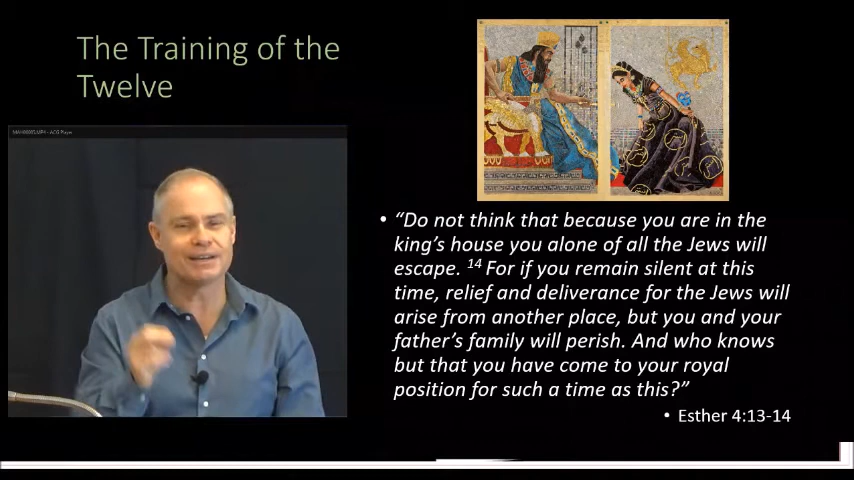 The Training of the
Twelve
• “Do not think that because you are in the
king’s house you alone of all the Jews will
escape. ¹⁴ For if you remain silent at this
time, relief and deliverance for the Jews will
arise from another place, but you and your
father’s family will perish. And who knows
but that you have come to your royal
position for such a time as this?”
• Esther 4:13-14